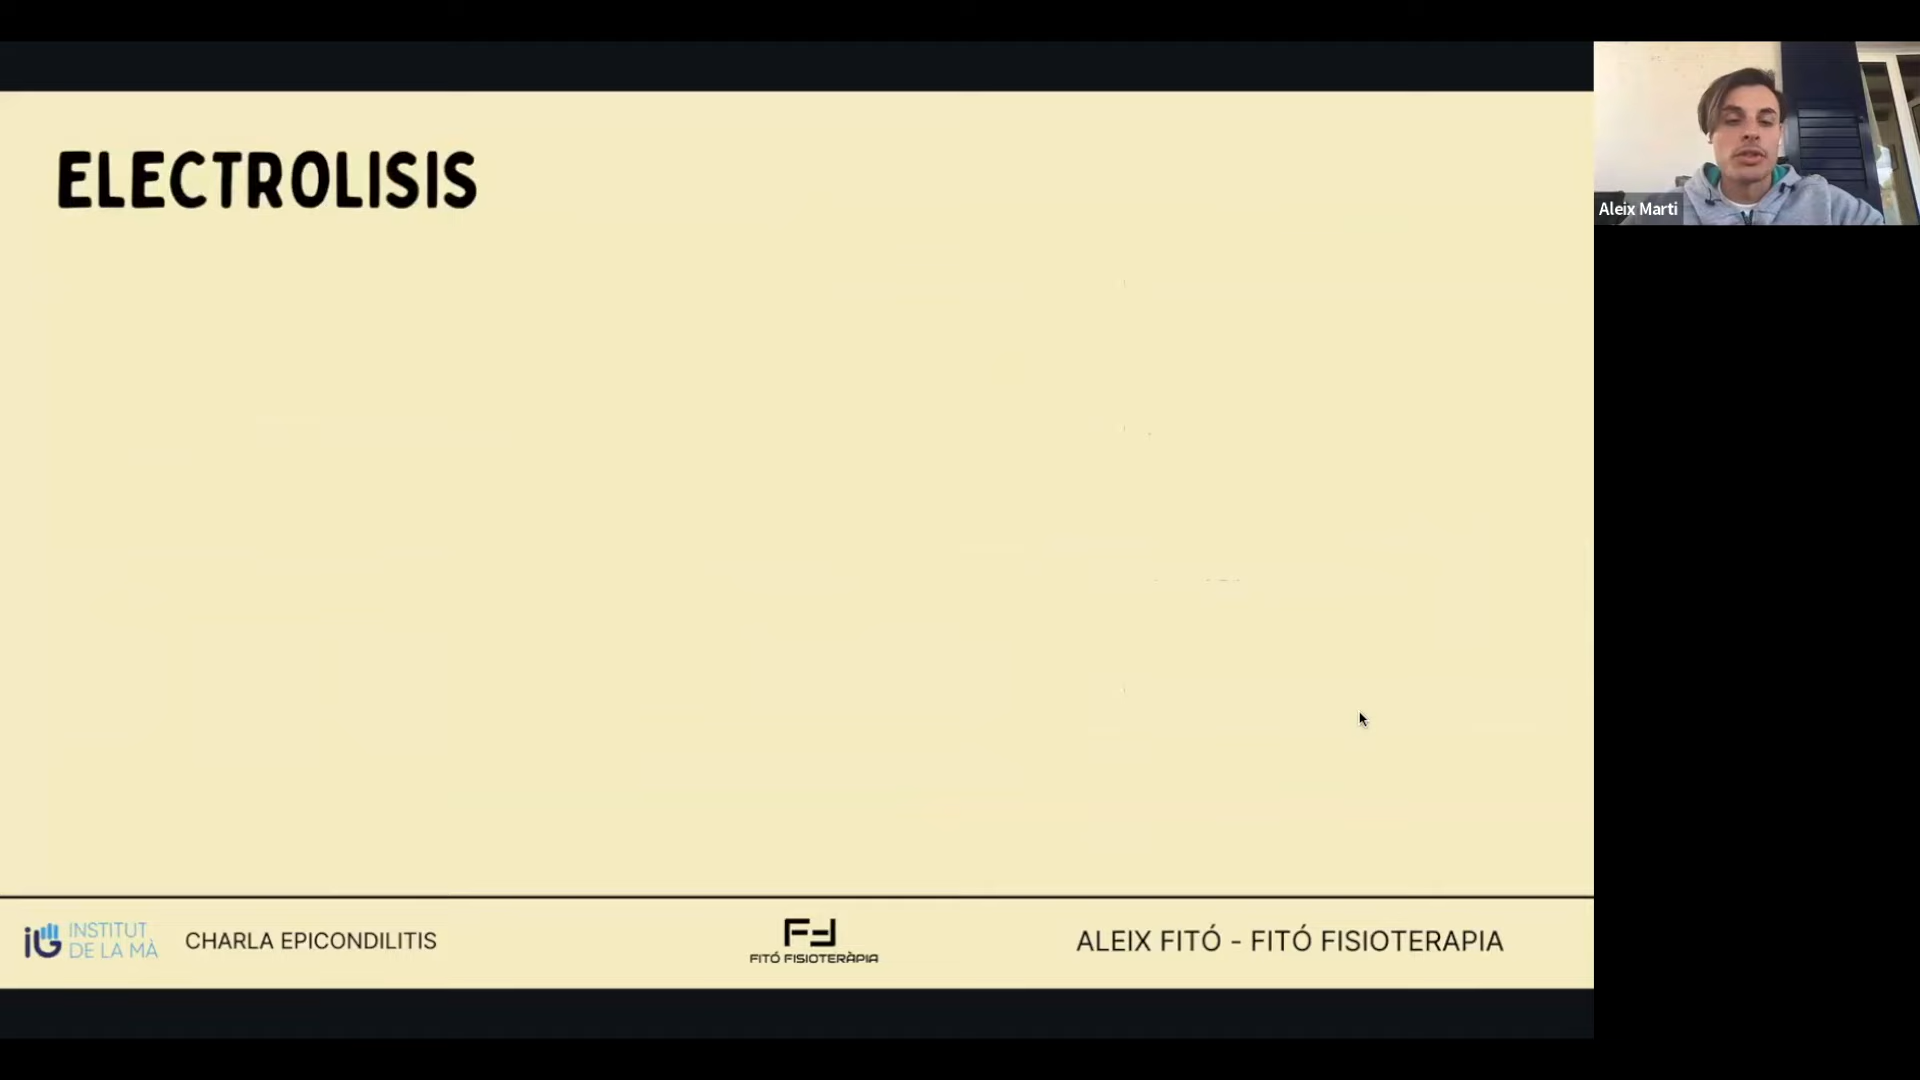 ELECTROLISIS
Aleix Marti
INSTITUT
DE LA MÀ
CHARLA EPICONDILITIS
FITÓ FISIOTERÀPIA
ALEIX FITÓ - FITÓ FISIOTERAPIA